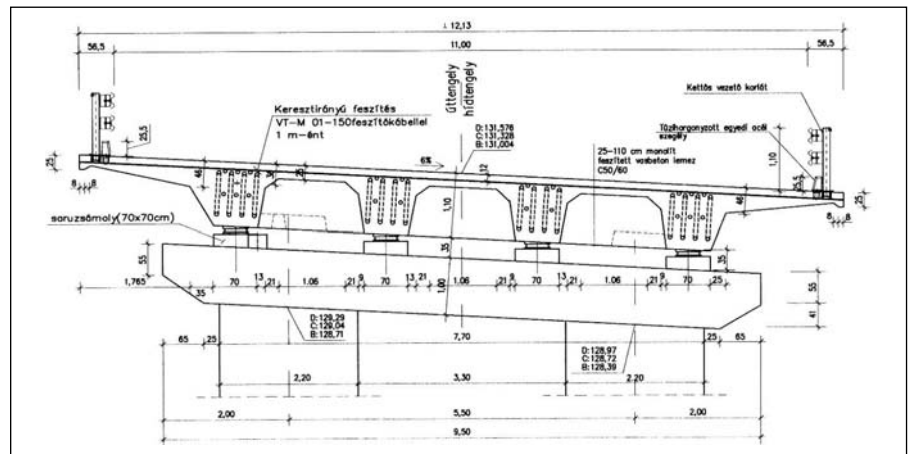 12,13
56,5 11,00 56,5
úttengely
hídtengely
Kettős vezető korlát
Keresztirányú feszítés
VT-M 01-150feszítőkábellel
1 m-ént
D:131,576
C:131,328
B:131,004
Tűzihorganyzott egyedi acél
szegély
25-110 cm monolit
feszített vasbeton lemez
C50/60
25,5
6%
12
1,10
25,5
25
8 8
46
25
46
25
8 8
1,10
saruzsámoly(70x70cm)
35
35
55
1,765 35 70 13 21 1.06 21 9 70 13 21 1.06 21 9 70 13 21 1.06 21 9 70 25
1,00
55
41
D:129,29
C:129,04
B:128,71
D:128,97
C:128,72
B:128,39
65 25 7,70 25 65
2,20 3,30 2,20
2,00 5,50 2,00
9,50